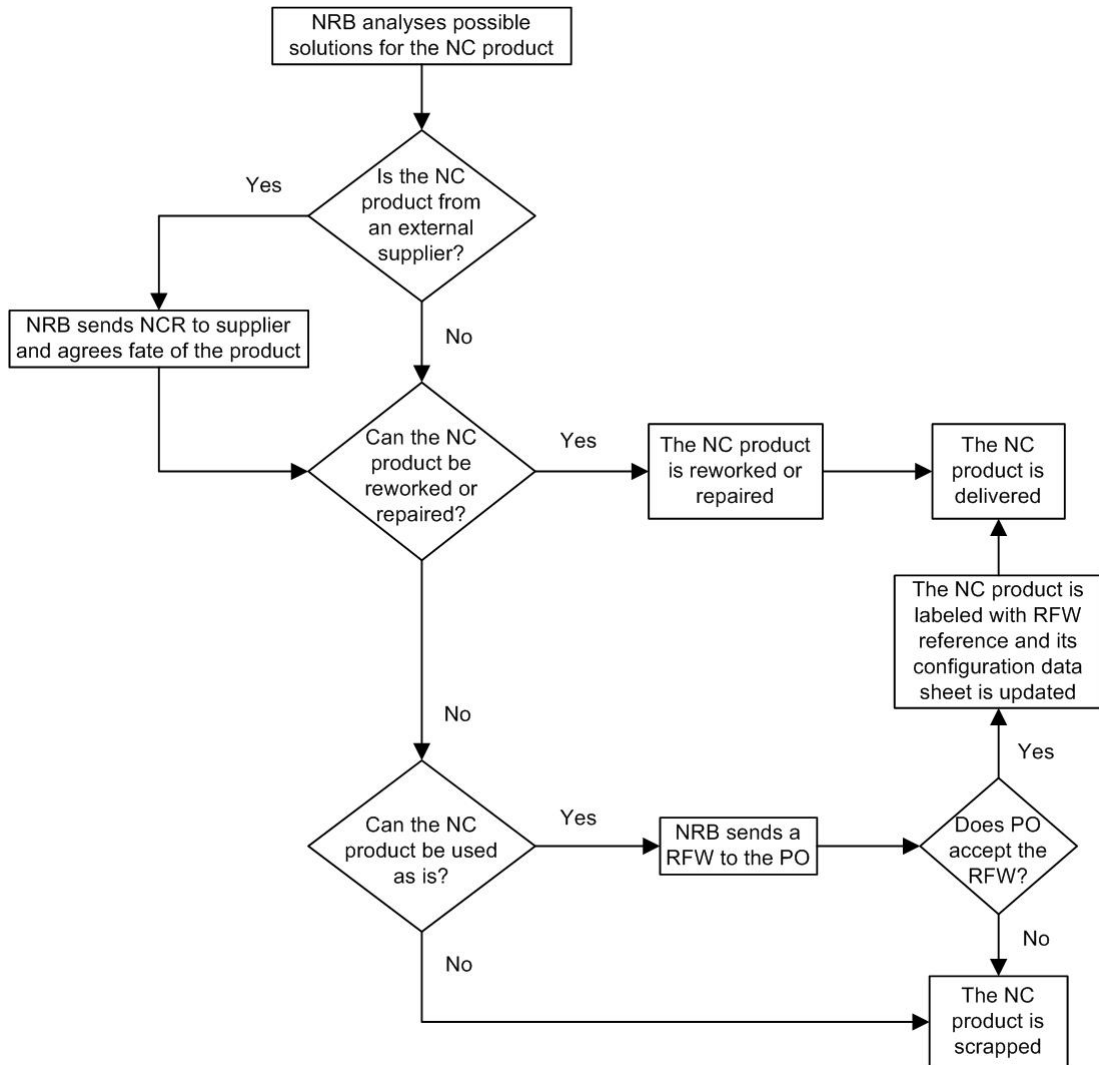 NRB analyses possible
solutions for the NC product
Is the NC
product from
an external
supplier?
Yes
No
NRB sends NCR to supplier
and agrees fate of the product
Can the NC
product be
reworked or
repaired?
Yes
The NC product
is reworked or
repaired
The NC
product is
delivered
The NC product is
labeled with RFW
reference and its
configuration data
sheet is updated
No
Yes
Can the NC
product be used
as is?
Yes
NRB sends a
RFW to the PO
Does PO
accept the
RFW?
No
No
The NC
product is
scrapped